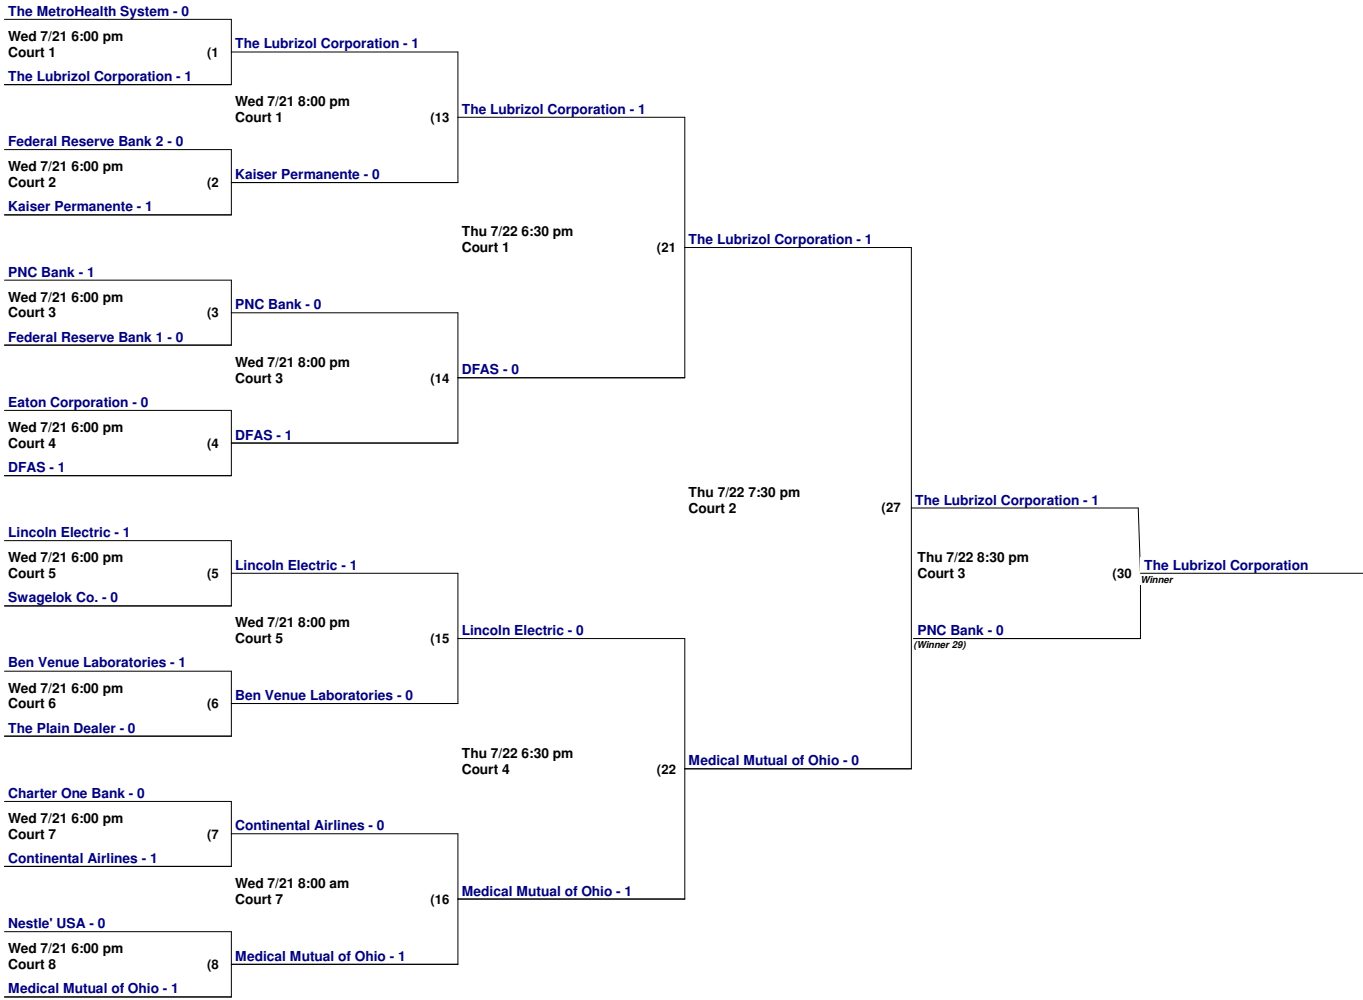 The MetroHealth System - 0
Wed 7/21 6:00 pm
Court 1 (1
The Lubrizol Corporation - 1
The Lubrizol Corporation - 1
Wed 7/21 8:00 pm
Court 1 (13
The Lubrizol Corporation - 1
Federal Reserve Bank 2 - 0
Wed 7/21 6:00 pm
Court 2 (2
Kaiser Permanente - 1
Kaiser Permanente - 0
Thu 7/22 6:30 pm
Court 1 (21
The Lubrizol Corporation - 1
PNC Bank - 1
Wed 7/21 6:00 pm
Court 3 (3
Federal Reserve Bank 1 - 0
PNC Bank - 0
Wed 7/21 8:00 pm
Court 3 (14
DFAS - 0
Eaton Corporation - 0
Wed 7/21 6:00 pm
Court 4 (4
DFAS - 1
DFAS - 1
Thu 7/22 7:30 pm
Court 2 (27
The Lubrizol Corporation - 1
Lincoln Electric - 1
Wed 7/21 6:00 pm
Court 5 (5
Swagelok Co. - 0
Lincoln Electric - 1
Wed 7/21 8:00 pm
Court 5 (15
Lincoln Electric - 0
Thu 7/22 8:30 pm
Court 3 (30
The Lubrizol Corporation
Winner
PNC Bank - 0
(Winner 29)
Ben Venue Laboratories - 1
Wed 7/21 6:00 pm
Court 6 (6
The Plain Dealer - 0
Ben Venue Laboratories - 0
Thu 7/22 6:30 pm
Court 4 (22
Medical Mutual of Ohio - 0
Charter One Bank - 0
Wed 7/21 6:00 pm
Court 7 (7
Continental Airlines - 1
Continental Airlines - 0
Wed 7/21 8:00 am
Court 7 (16
Medical Mutual of Ohio - 1
Nestle' USA - 0
Wed 7/21 6:00 pm
Court 8 (8
Medical Mutual of Ohio - 1
Medical Mutual of Ohio - 1